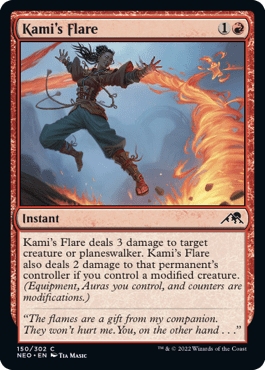 Kami's Flare 1
Instant
Kami's Flare deals 3 damage to target
creature or planeswalker. Kami's Flare
also deals 2 damage to that permanent's
controller if you control a modified creature.
(Equipment, Auras you control, and counters are
modifications.)
"The flames are a gift from my companion.
They won't hurt me. You, on the other hand . . ."
150/302 C
NEO • EN Tia Masic
™ & © 2022 Wizards of the Coast